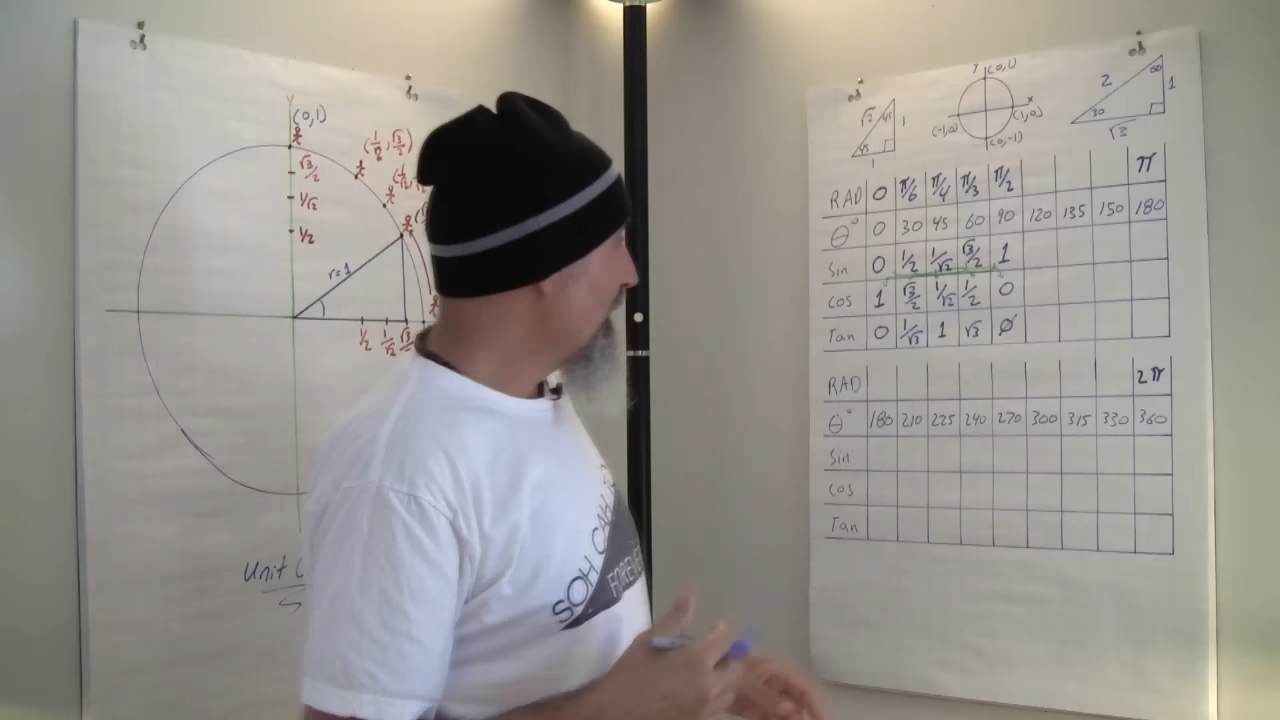 Y
(0,1)
(1/2, √3/2)
√3/2
1/√2
1/2
r=1
1/2 1/√2 √3/2
Unit
SOH CAH
FOREVE
√2 45 1
45
1
Y (0,1)
x
(-1,0) (1,0)
(0,-1)
2 60 1
30
√3
RAD 0 π/6 π/4 π/3 π/2 π
θ° 0 30 45 60 90 120 135 150 180
Sin 0 1/2 1/√2 √3/2 1
COS 1 √3/2 1/√2 1/2 0
Tan 0 1/√3 1 √3 Ø
RAD 2π
θ° 180 210 225 240 270 300 315 330 360
Sin
COS
Tan